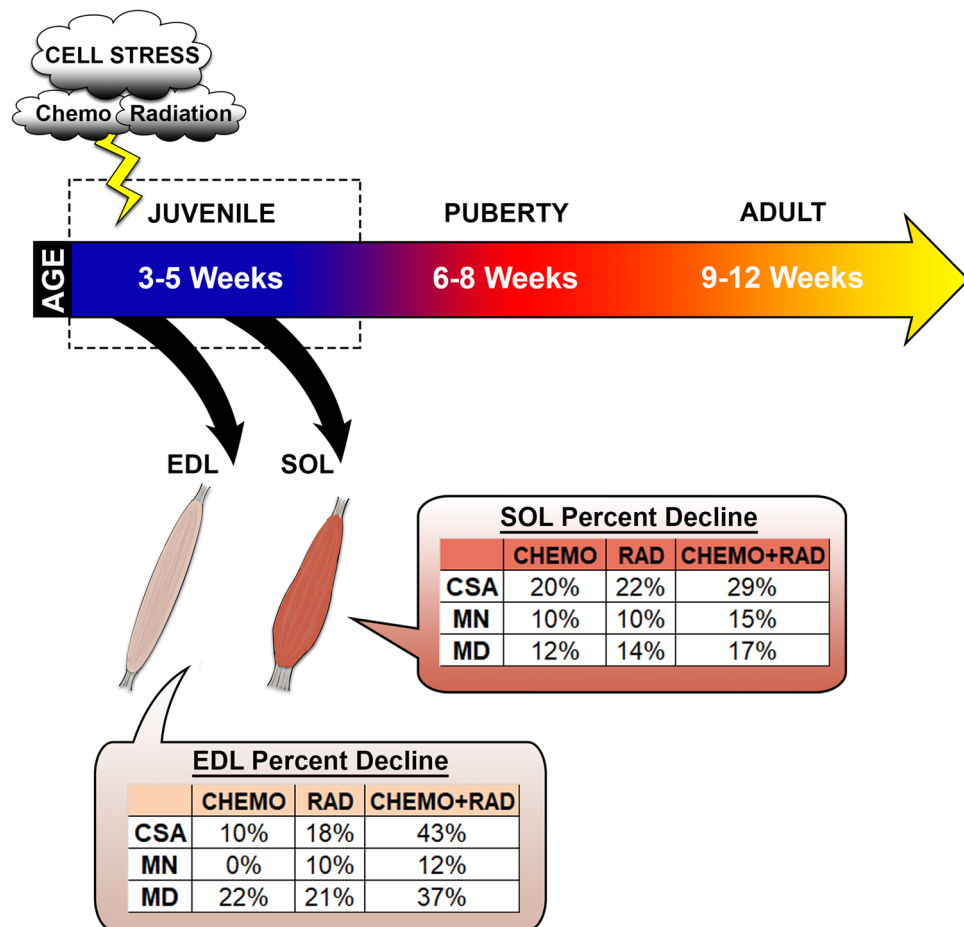 CELL STRESS
Chemo Radiation
JUVENILE PUBERTY ADULT
AGE 3-5 Weeks 6-8 Weeks 9-12 Weeks
EDL SOL
SOL Percent Decline
CHEMO RAD CHEMO+RAD
CSA 20% 22% 29%
MN 10% 10% 15%
MD 12% 14% 17%
EDL Percent Decline
CHEMO RAD CHEMO+RAD
CSA 10% 18% 43%
MN 0% 10% 12%
MD 22% 21% 37%